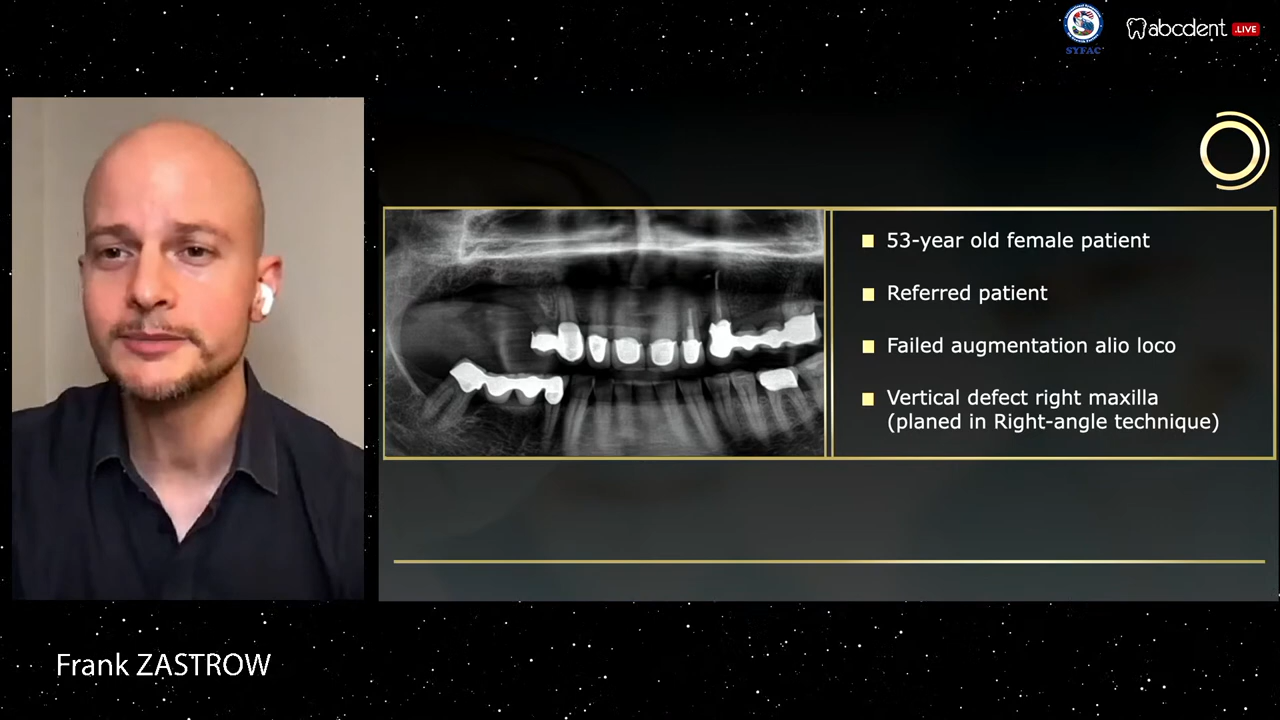 SYFAC
abcdent .LIVE
53-year old female patient
Referred patient
Failed augmentation alio loco
Vertical defect right maxilla
(planed in Right-angle technique)
Frank ZASTROW